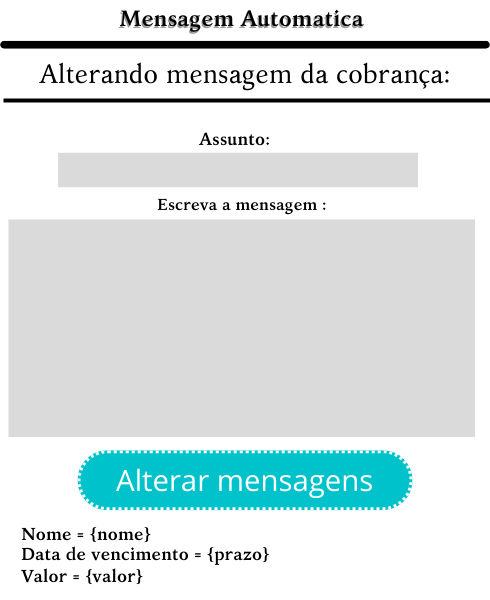 Mensagem Automatica
Alterando mensagem da cobrança:
Assunto:
Escreva a mensagem :
Alterar mensagens
Nome = {nome}
Data de vencimento = {prazo}
Valor = {valor}